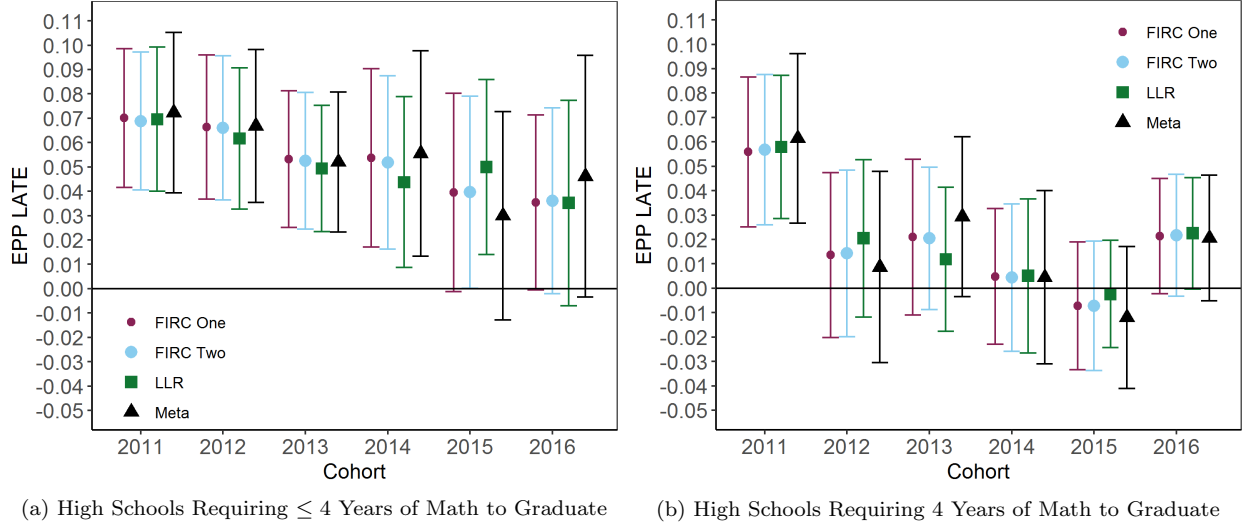 0.11
0.10
0.09
0.08
0.07
0.06
0.05
0.04
0.03
0.02
0.01
0.00
-0.01
-0.02
-0.03
-0.04
-0.05
EPP LATE
FIRC One
FIRC Two
LLR
Meta
2011 2012 2013 2014 2015 2016
Cohort
(a) High Schools Requiring ≤ 4 Years of Math to Graduate
0.11
0.10
0.09
0.08
0.07
0.06
0.05
0.04
0.03
0.02
0.01
0.00
-0.01
-0.02
-0.03
-0.04
-0.05
EPP LATE
FIRC One
FIRC Two
LLR
Meta
2011 2012 2013 2014 2015 2016
Cohort
(b) High Schools Requiring 4 Years of Math to Graduate